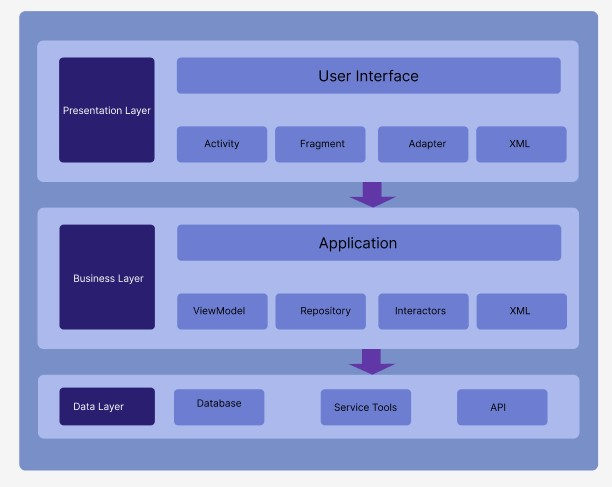 Presentation Layer
User Interface
Activity
Fragment
Adapter
XML
Business Layer
Application
ViewModel
Repository
Interactors
XML
Data Layer
Database
Service Tools
API